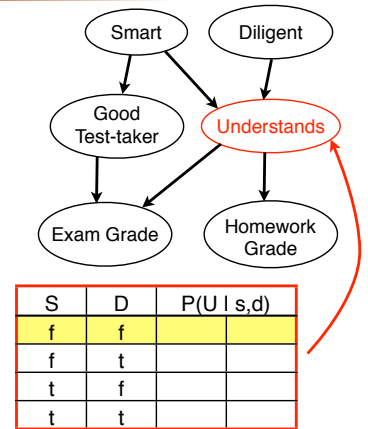 Smart
Diligent
Good
Test-taker
Understands
Exam Grade
Homework
Grade
S D P(U | s,d)
f f
f t
t f
t t